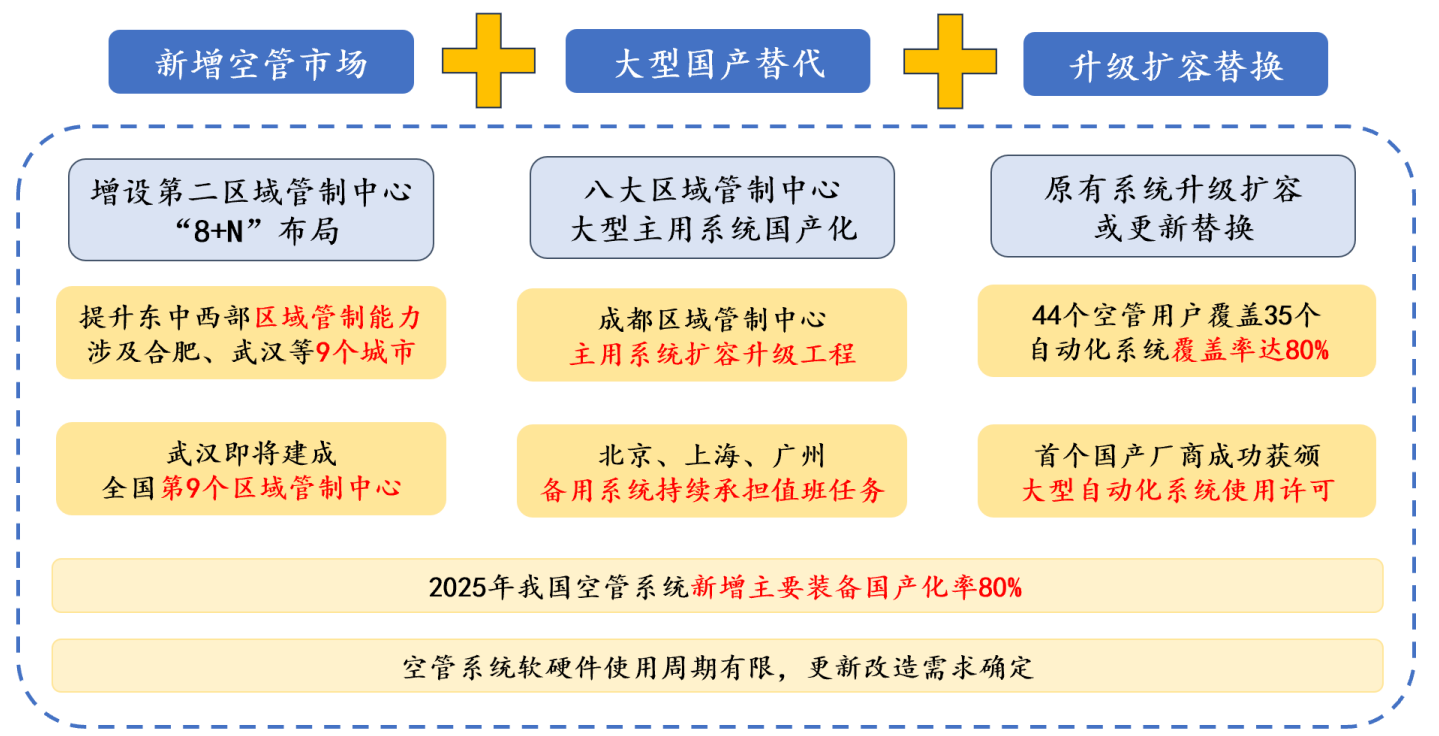 新增空管市场
大型国产替代
升级扩容替换
增设第二区域管制中心
“8+N”布局
提升东中西部区域管制能力
涉及合肥、武汉等9个城市
武汉即将建成
全国第9个区域管制中心
八大区域管制中心
大型主用系统国产化
成都区域管制中心
主用系统扩容升级工程
北京、上海、广州
备用系统持续承担值班任务
原有系统升级扩容
或更新替换
44个空管用户覆盖35个
自动化系统覆盖率达80%
首个国产厂商成功获颁
大型自动化系统使用许可
2025年我国空管系统新增主要装备国产化率80%
空管系统软硬件使用周期有限，更新改造需求确定